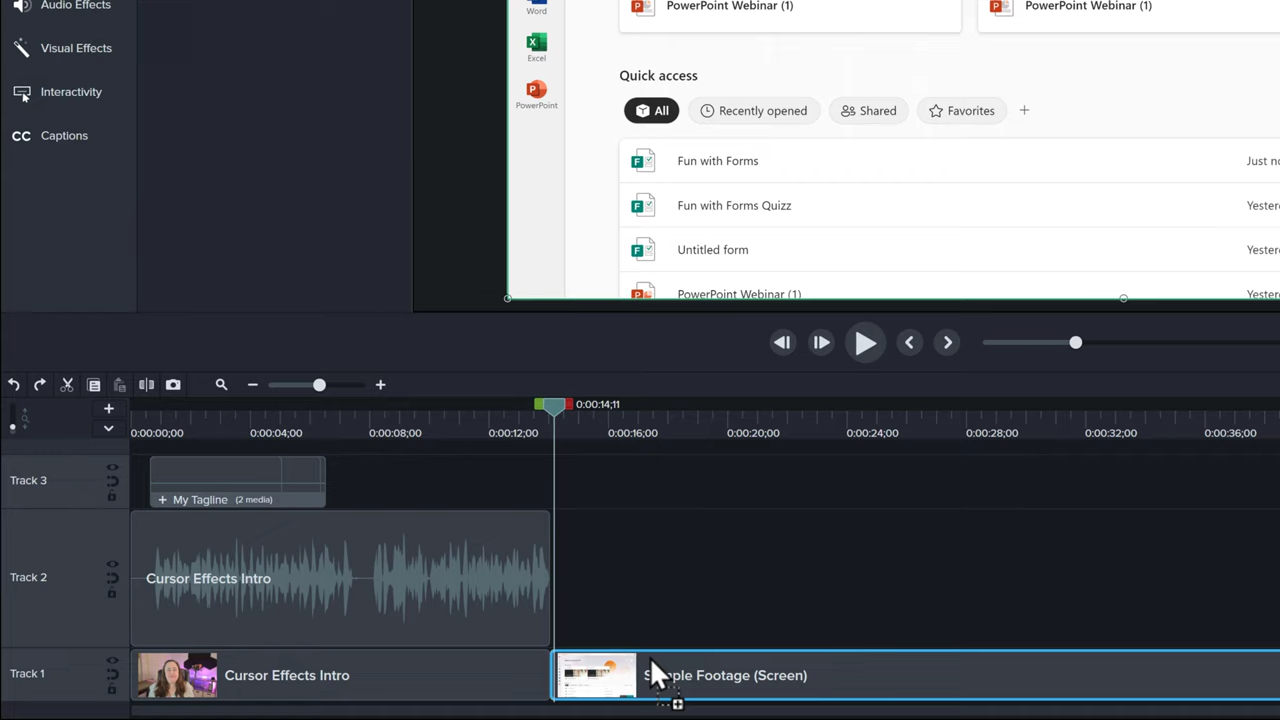 Audio Effects
Visual Effects
Interactivity
CC Captions
Word
Excel
PowerPoint
PowerPoint Webinar (1)
PowerPoint Webinar (1)
Quick access
All
Recently opened
Shared
Favorites
+
Fun with Forms
Just
Fun with Forms Quizz
Untitled form
PowerPoint Webinar (1)
0:00:14;11
0:00:00;00
0:00:04;00
0:00:08;00
0:00:12;00
0:00:16;00
0:00:20;00
0:00:24;00
0:00:28;00
0:00:32;00
0:00:36;00
Track 3
+ My Tagline (2 media)
Track 2
Cursor Effects Intro
Track 1
Cursor Effects Intro
Footage (Screen)